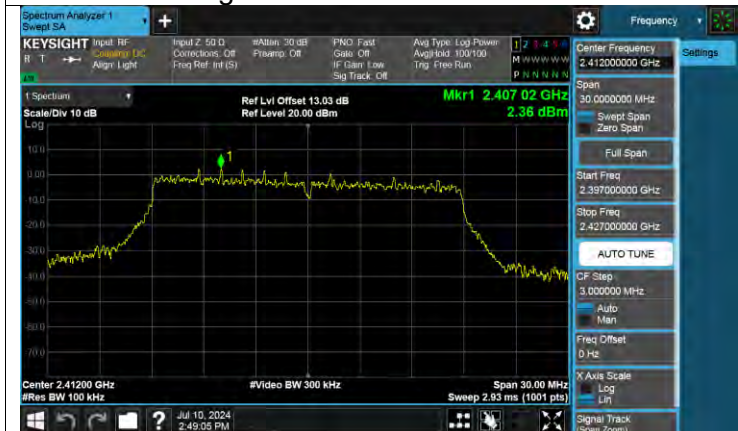 Spectrum Analyzer 1
Swept SA
Frequency
KEYSIGHT
R T
Input: RF
Coupling: DC
Align: Light
Input Z: 50 Ω
Corrections: Off
Freq Ref: Int (S)
#Atten: 30 dB
Preamp: Off
PNO: Fast
Gate: Off
IF Gain: Low
Sig Track: Off
Avg Type: Log-Power
Avg|Hold: 100/100
Trig: Free Run
1 2 3 4 5 6
M W W W W W
P N N N N N
1 Spectrum
Scale/Div 10 dB
Log
Ref Lvl Offset 13.03 dB
Ref Level 20.00 dBm
Mkr1 2.407 02 GHz
2.36 dBm
1
10.0
0.00
-10.0
-20.0
-30.0
-40.0
-50.0
-60.0
-70.0
Center 2.41200 GHz
#Res BW 100 kHz
#Video BW 300 kHz
Span 30.00 MHz
Sweep 2.93 ms (1001 pts)
Jul 10, 2024
2:49:05 PM
Center Frequency
2.412000000 GHz
Settings
Span
30.0000000 MHz
Swept Span
Zero Span
Full Span
Start Freq
2.397000000 GHz
Stop Freq
2.427000000 GHz
AUTO TUNE
CF Step
3.000000 MHz
Auto
Man
Freq Offset
0 Hz
X Axis Scale
Log
Lin
Signal Track
(Span Zoom)